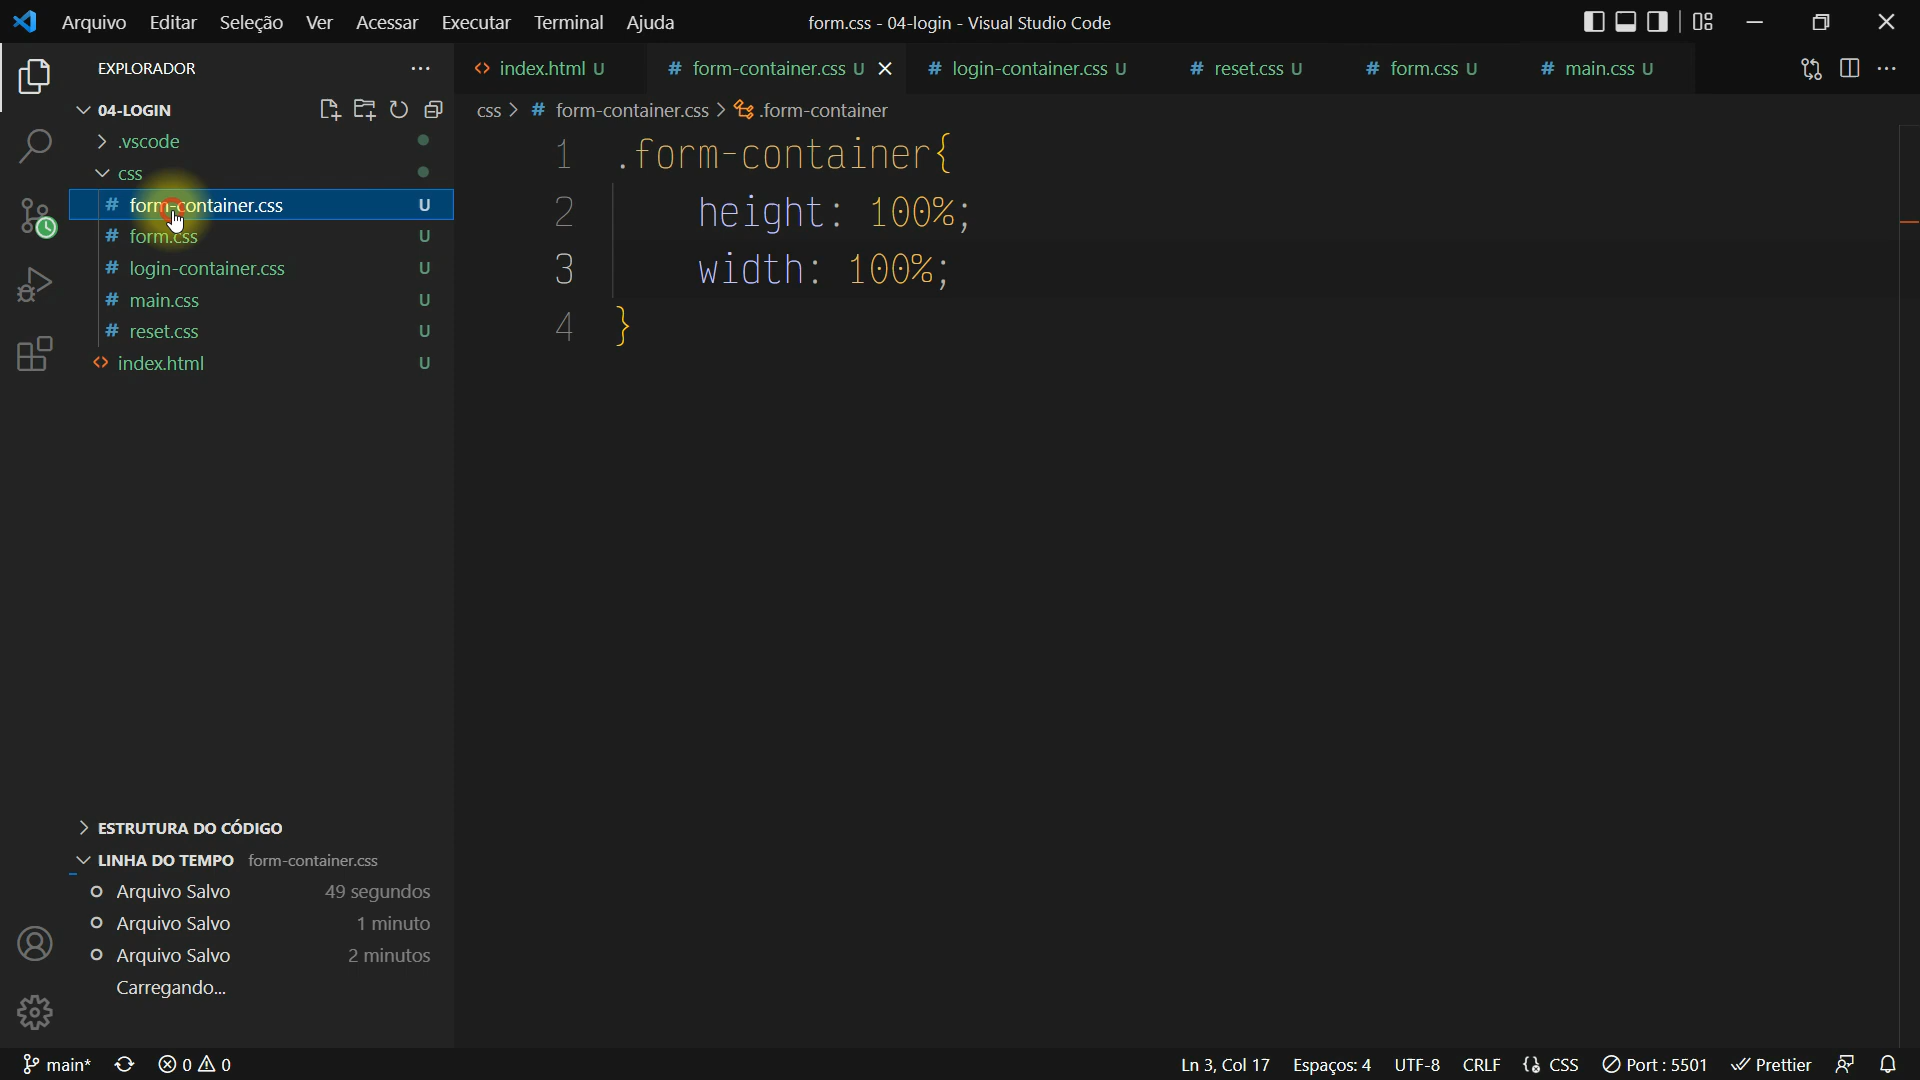 Arquivo Editar Seleção Ver Acessar Executar Terminal Ajuda form.css - 04-login - Visual Studio Code
EXPLORADOR
index.html U # form-container.css U # login-container.css U # reset.css U # form.css U # main.css U
04-LOGIN
css > # form-container.css > .form-container
.vscode
css
# form-container.css U
# form.css U
# login-container.css U
# main.css U
# reset.css U
index.html U
1 .form-container{
2 height: 100%;
3 width: 100%;
4 }
ESTRUTURA DO CÓDIGO
LINHA DO TEMPO form-container.css
Arquivo Salvo 49 segundos
Arquivo Salvo 1 minuto
Arquivo Salvo 2 minutos
Carregando...
main* 0 0 Ln 3, Col 17 Espaços: 4 UTF-8 CRLF CSS Port : 5501 Prettier